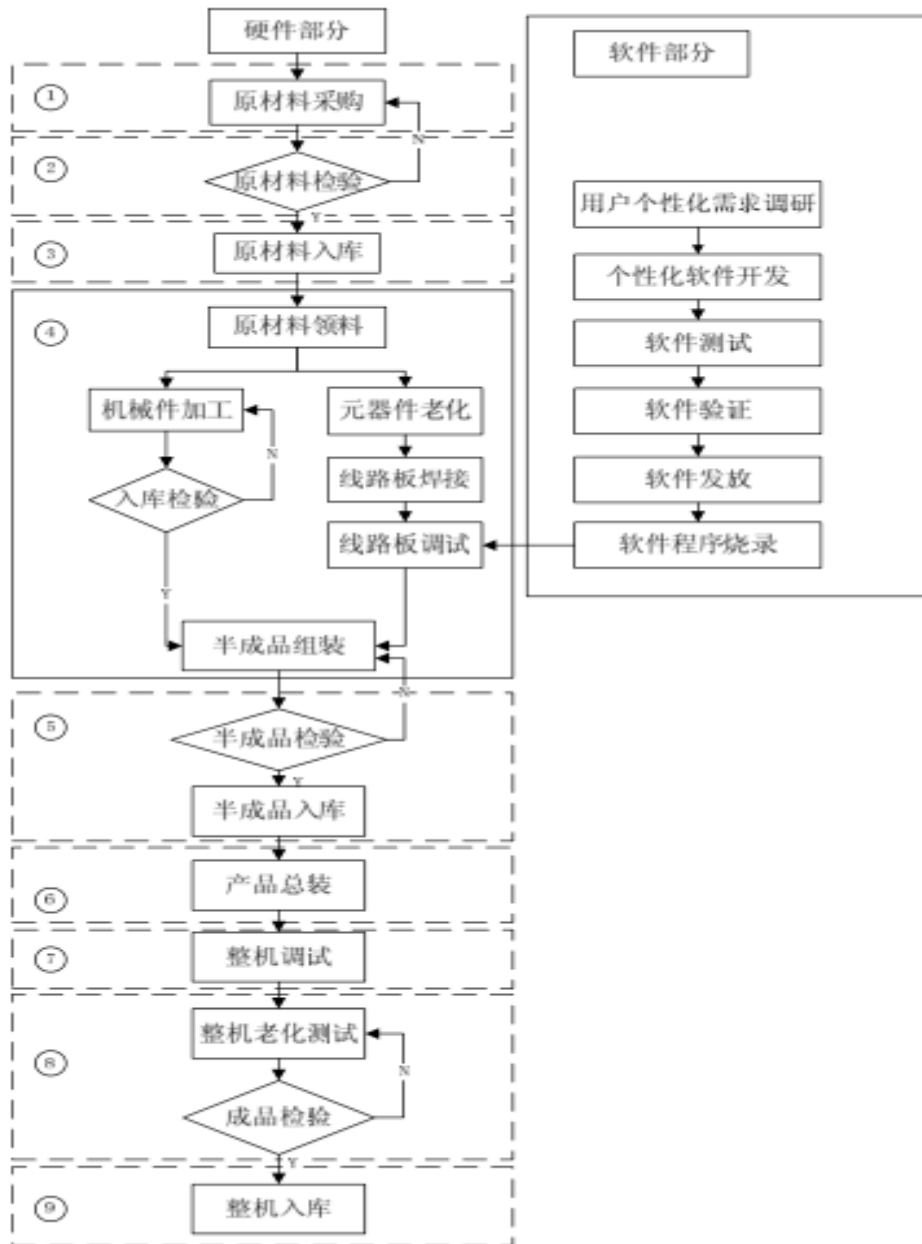 硬件部分
①
原材料采购
N
②
原材料检验
Y
③
原材料入库
④
原材料领料
机械件加工
元器件老化
N
线路板焊接
入库检验
线路板调试
Y
半成品组装
N
⑤
半成品检验
Y
半成品入库
⑥
产品总装
⑦
整机调试
⑧
整机老化测试
N
成品检验
Y
⑨
整机入库
软件部分
用户个性化需求调研
个性化软件开发
软件测试
软件验证
软件发放
软件程序烧录